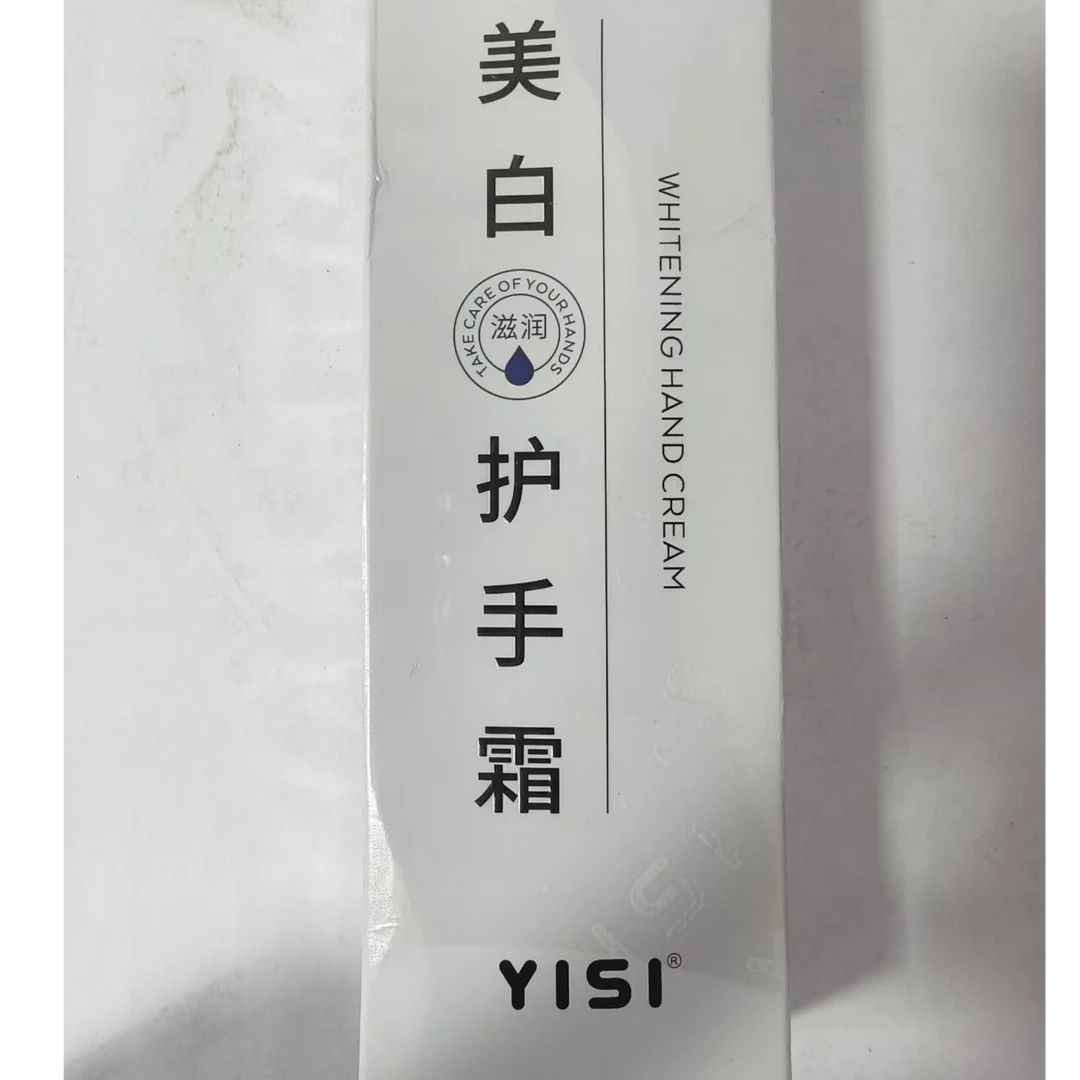 美白护手霜
TAKE CARE OF YOUR HANDS
滋润
WHITENING HAND CREAM
YISI®